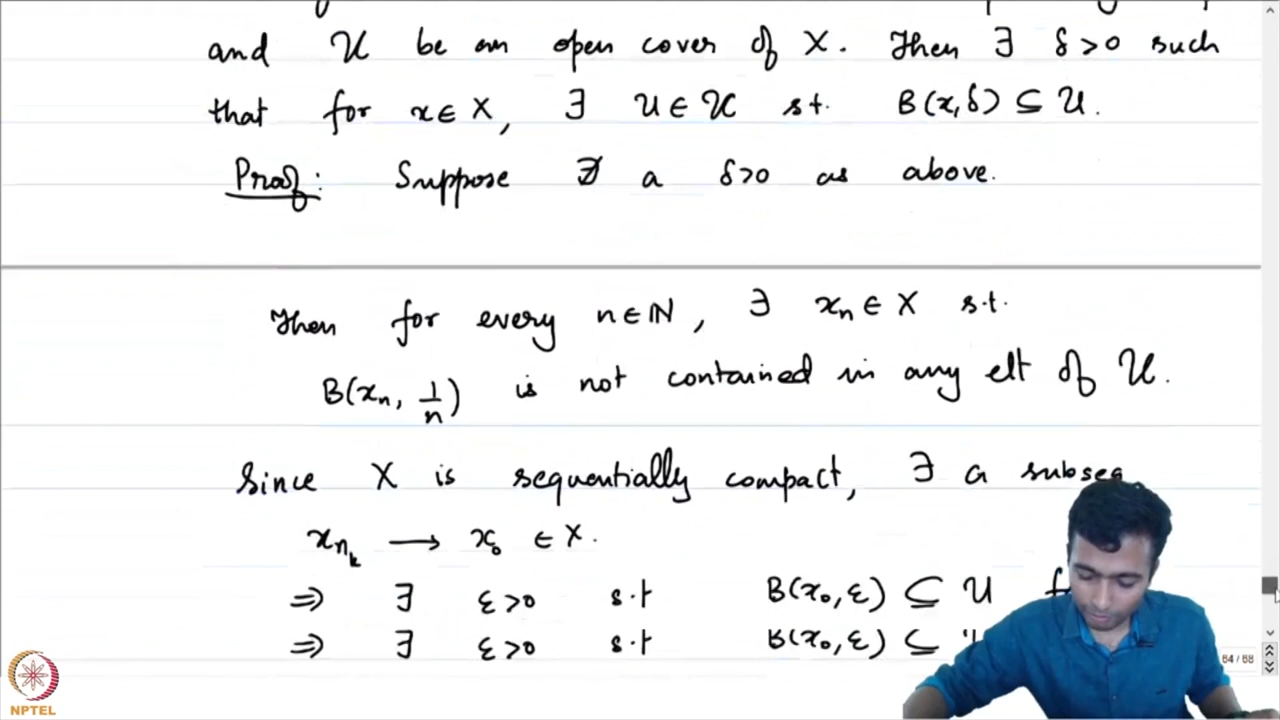 and 𝒰 be an open cover of X. Then ∃ δ>0 such
that for x ∈ X, ∃ U ∈ 𝒰 s.t. B(x,δ) ⊆ U.
Proof: Suppose ∄ a δ>0 as above.
Then for every n∈ℕ, ∃ xₙ ∈ X s.t.
B(xₙ, 1/n) is not contained in any elt of 𝒰.
Since X is sequentially compact, ∃ a subseq
xₙₖ ⟶ x₀ ∈ X.
⇒ ∃ ε>0 s.t B(x₀,ε) ⊆ U
⇒ ∃ ε>0 s.t B(x₀,ε) ⊆
64 / 68
NPTEL